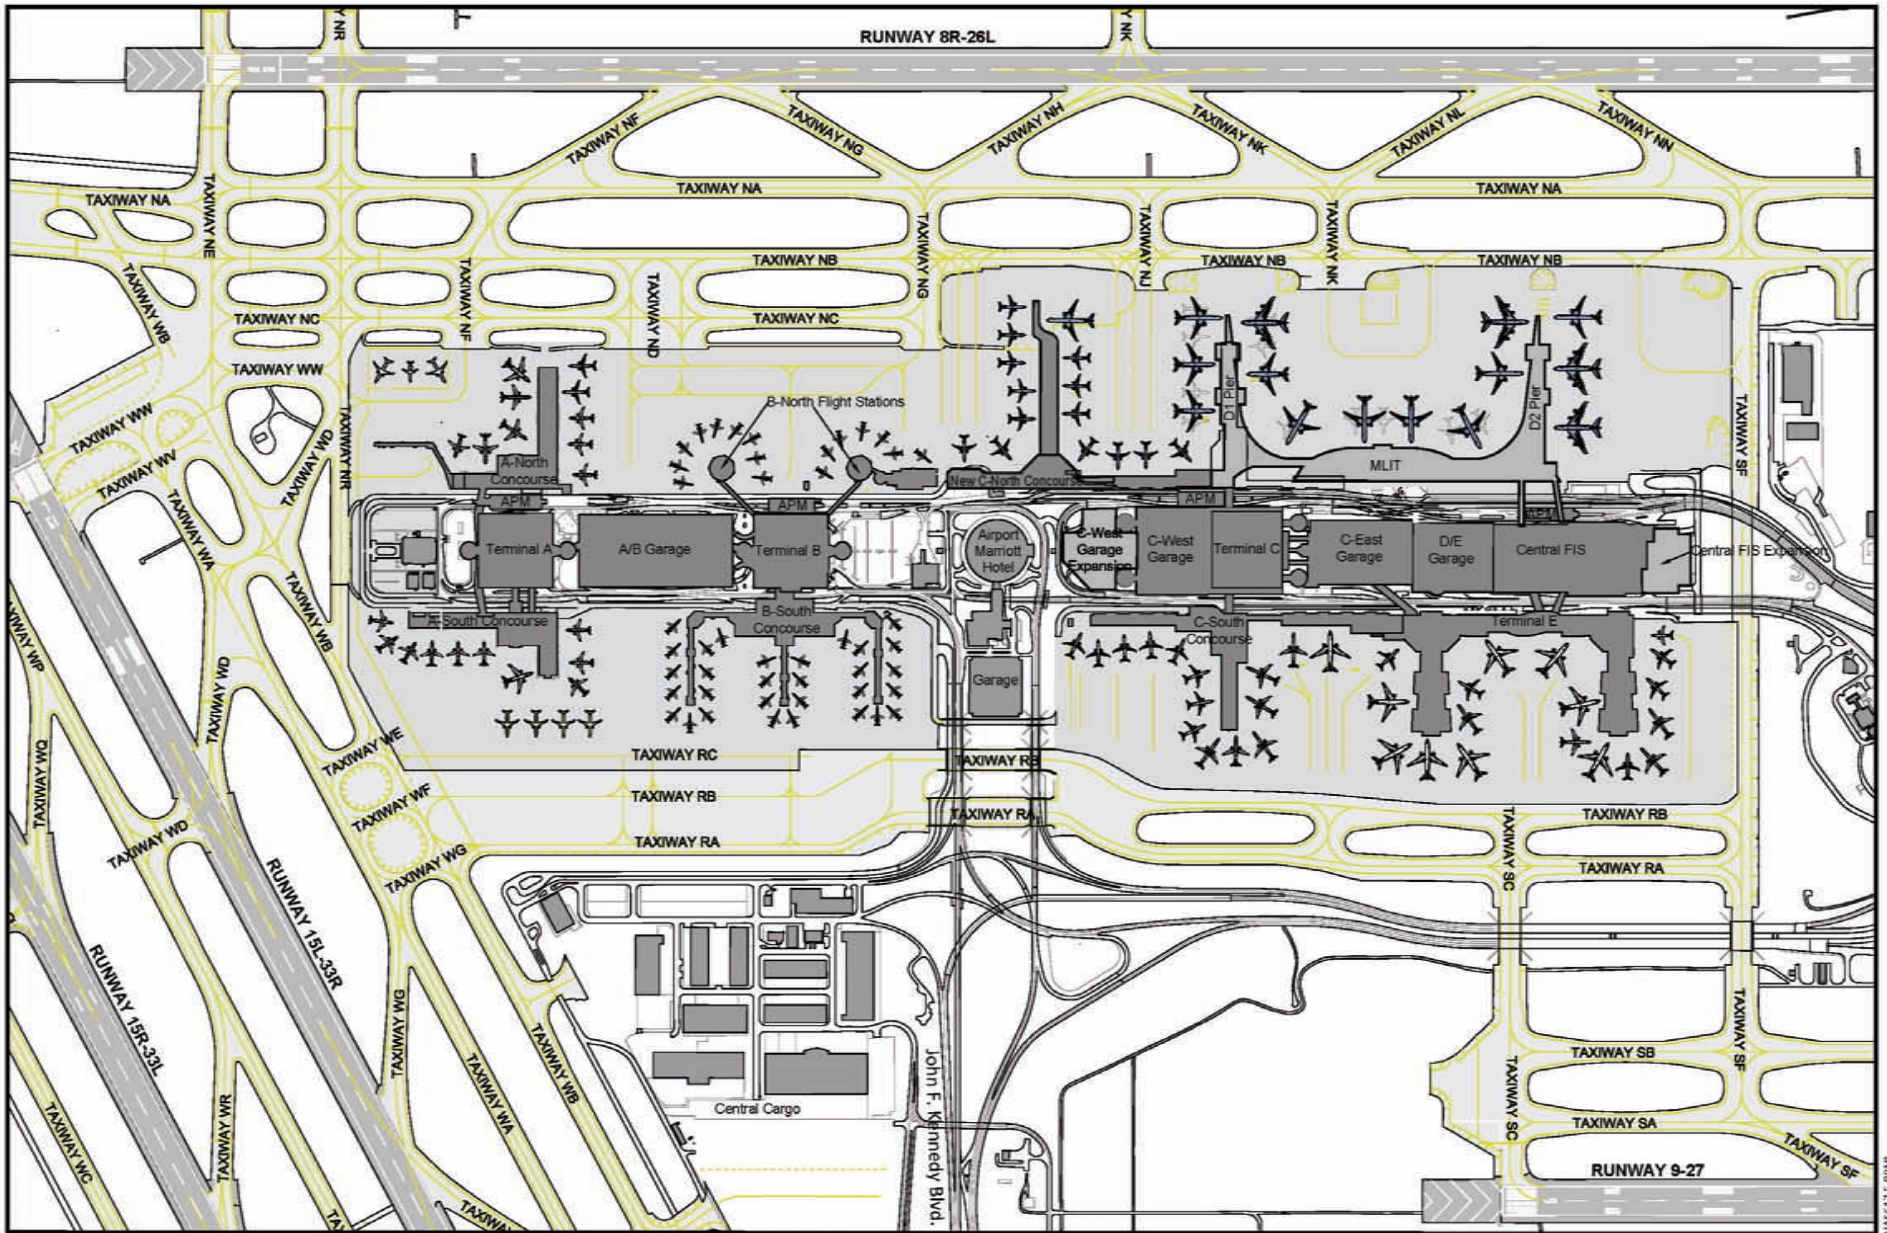 Y NR
RUNWAY 8R-26L
Y NK
TAXIWAY NF
TAXIWAY NG
TAXIWAY NH
TAXIWAY NK
TAXIWAY NL
TAXIWAY NN
TAXIWAY NA
TAXIWAY NE
TAXIWAY NA
TAXIWAY NA
TAXIWAY NG
TAXIWAY NJ
TAXIWAY NK
TAXIWAY WB
TAXIWAY NF
TAXIWAY ND
TAXIWAY NB
TAXIWAY NB
TAXIWAY NB
TAXIWAY NC
TAXIWAY NC
TAXIWAY WW
TAXIWAY WW
TAXIWAY WV
TAXIWAY WD
TAXIWAY NR
B-North Flight Stations
D1 Pier
D2 Pier
TAXIWAY SF
A-North
Concourse
MLIT
New C-North Concourse
APM
APM
APM
APM
TAXIWAY WA
Terminal A
A/B Garage
Terminal B
Airport
Marriott
Hotel
C-West
Garage
Expansion
C-West
Garage
Terminal C
C-East
Garage
D/E
Garage
Central FIS
Central FIS Expansion
TAXIWAY WB
A-South Concourse
B-South
Concourse
C-South
Concourse
Terminal E
TAXIWAY WP
TAXIWAY WD
Garage
TAXIWAY WQ
TAXIWAY WE
TAXIWAY RC
TAXIWAY RB
TAXIWAY WF
TAXIWAY RB
TAXIWAY RA
TAXIWAY RB
TAXIWAY WD
TAXIWAY RA
TAXIWAY WG
TAXIWAY SC
TAXIWAY RA
RUNWAY 15L-33R
RUNWAY 15R-33L
TAXIWAY WG
TAXIWAY WA
TAXIWAY WB
TAXIWAY SF
TAXIWAY SB
TAXIWAY SC
John F. Kennedy Blvd.
Central Cargo
TAXIWAY WC
TAXIWAY WR
TAXIWAY SA
TAXIWAY SF
RUNWAY 9-27